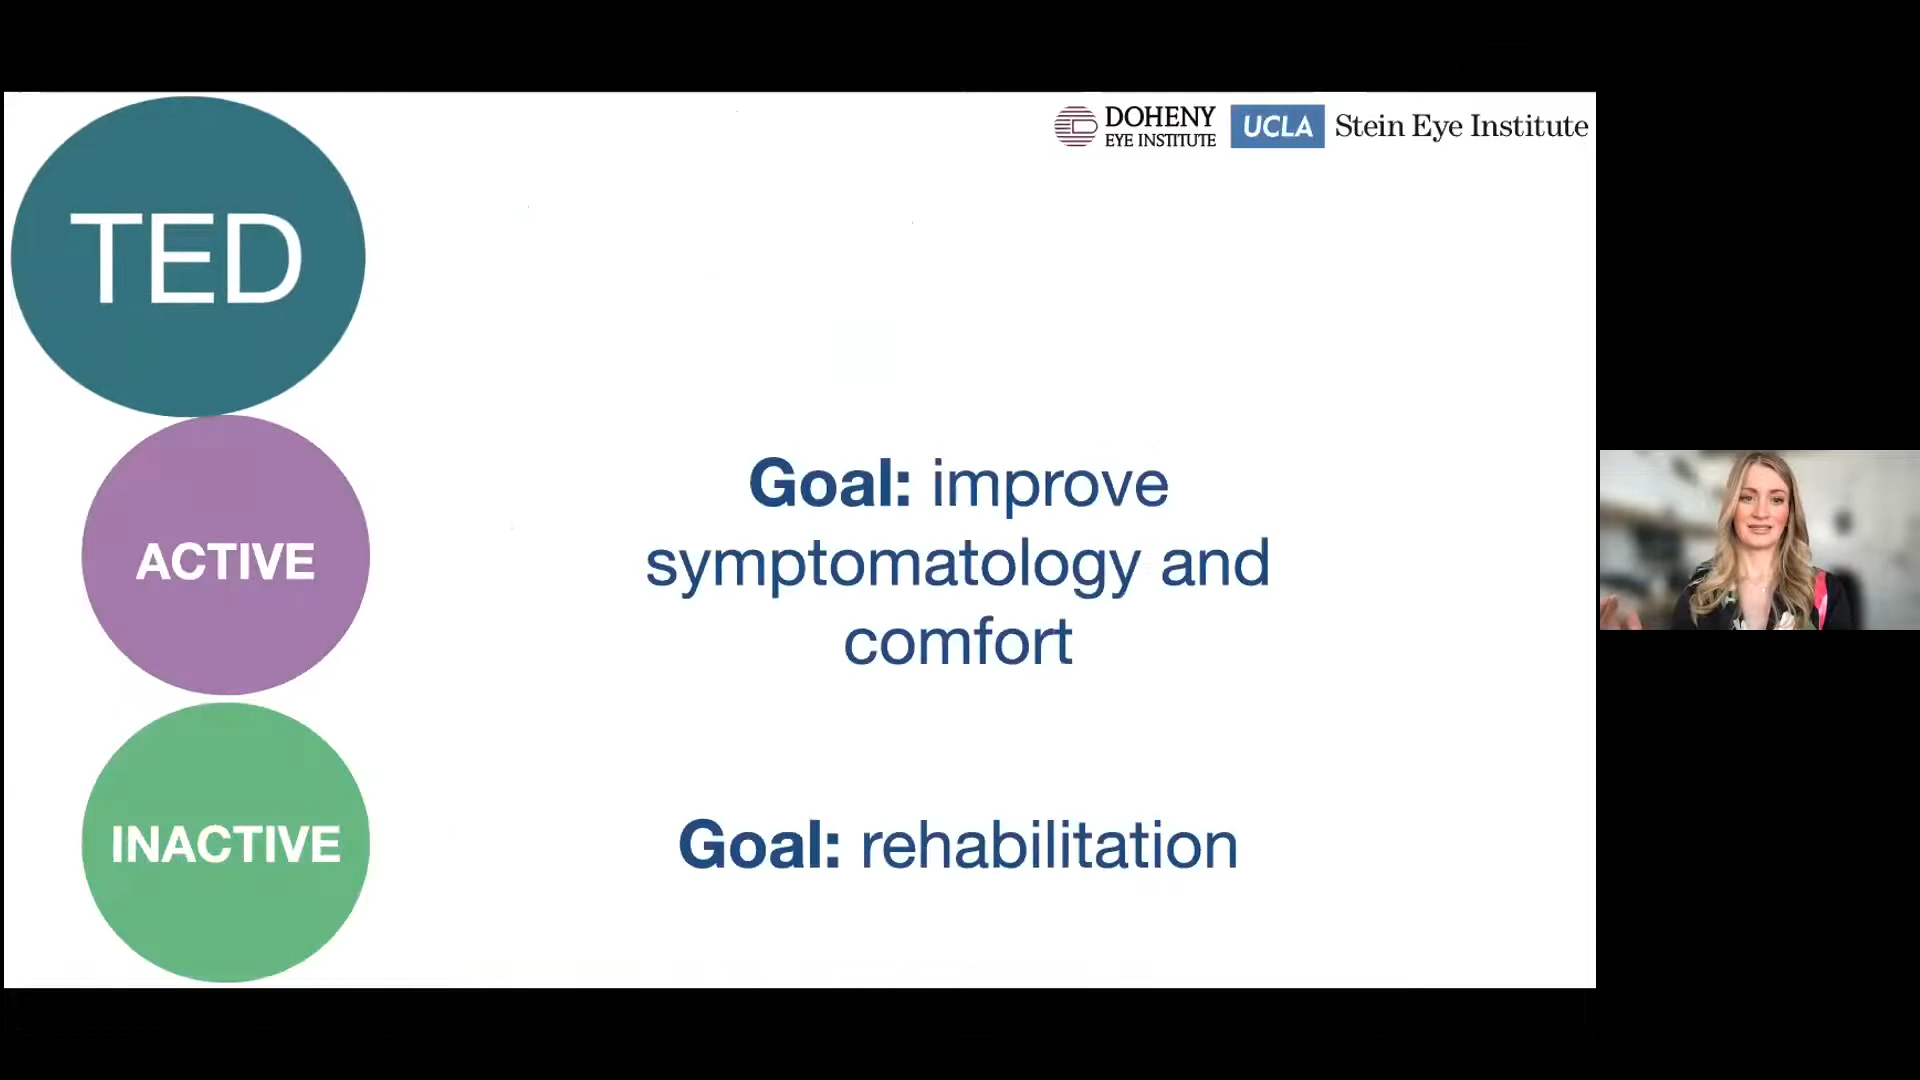 DOHENY
EYE INSTITUTE
UCLA Stein Eye Institute
TED
ACTIVE
Goal: improve
symptomatology and
comfort
INACTIVE
Goal: rehabilitation